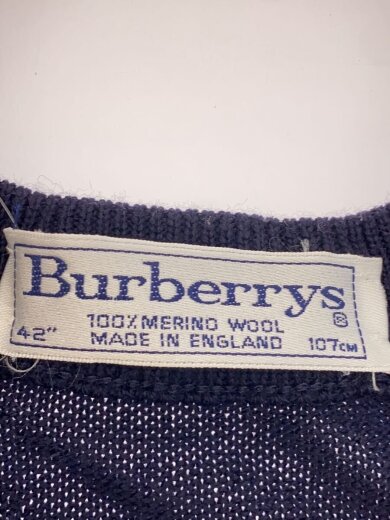 Burberrys®
100% MERINO WOOL
42" MADE IN ENGLAND 107CM